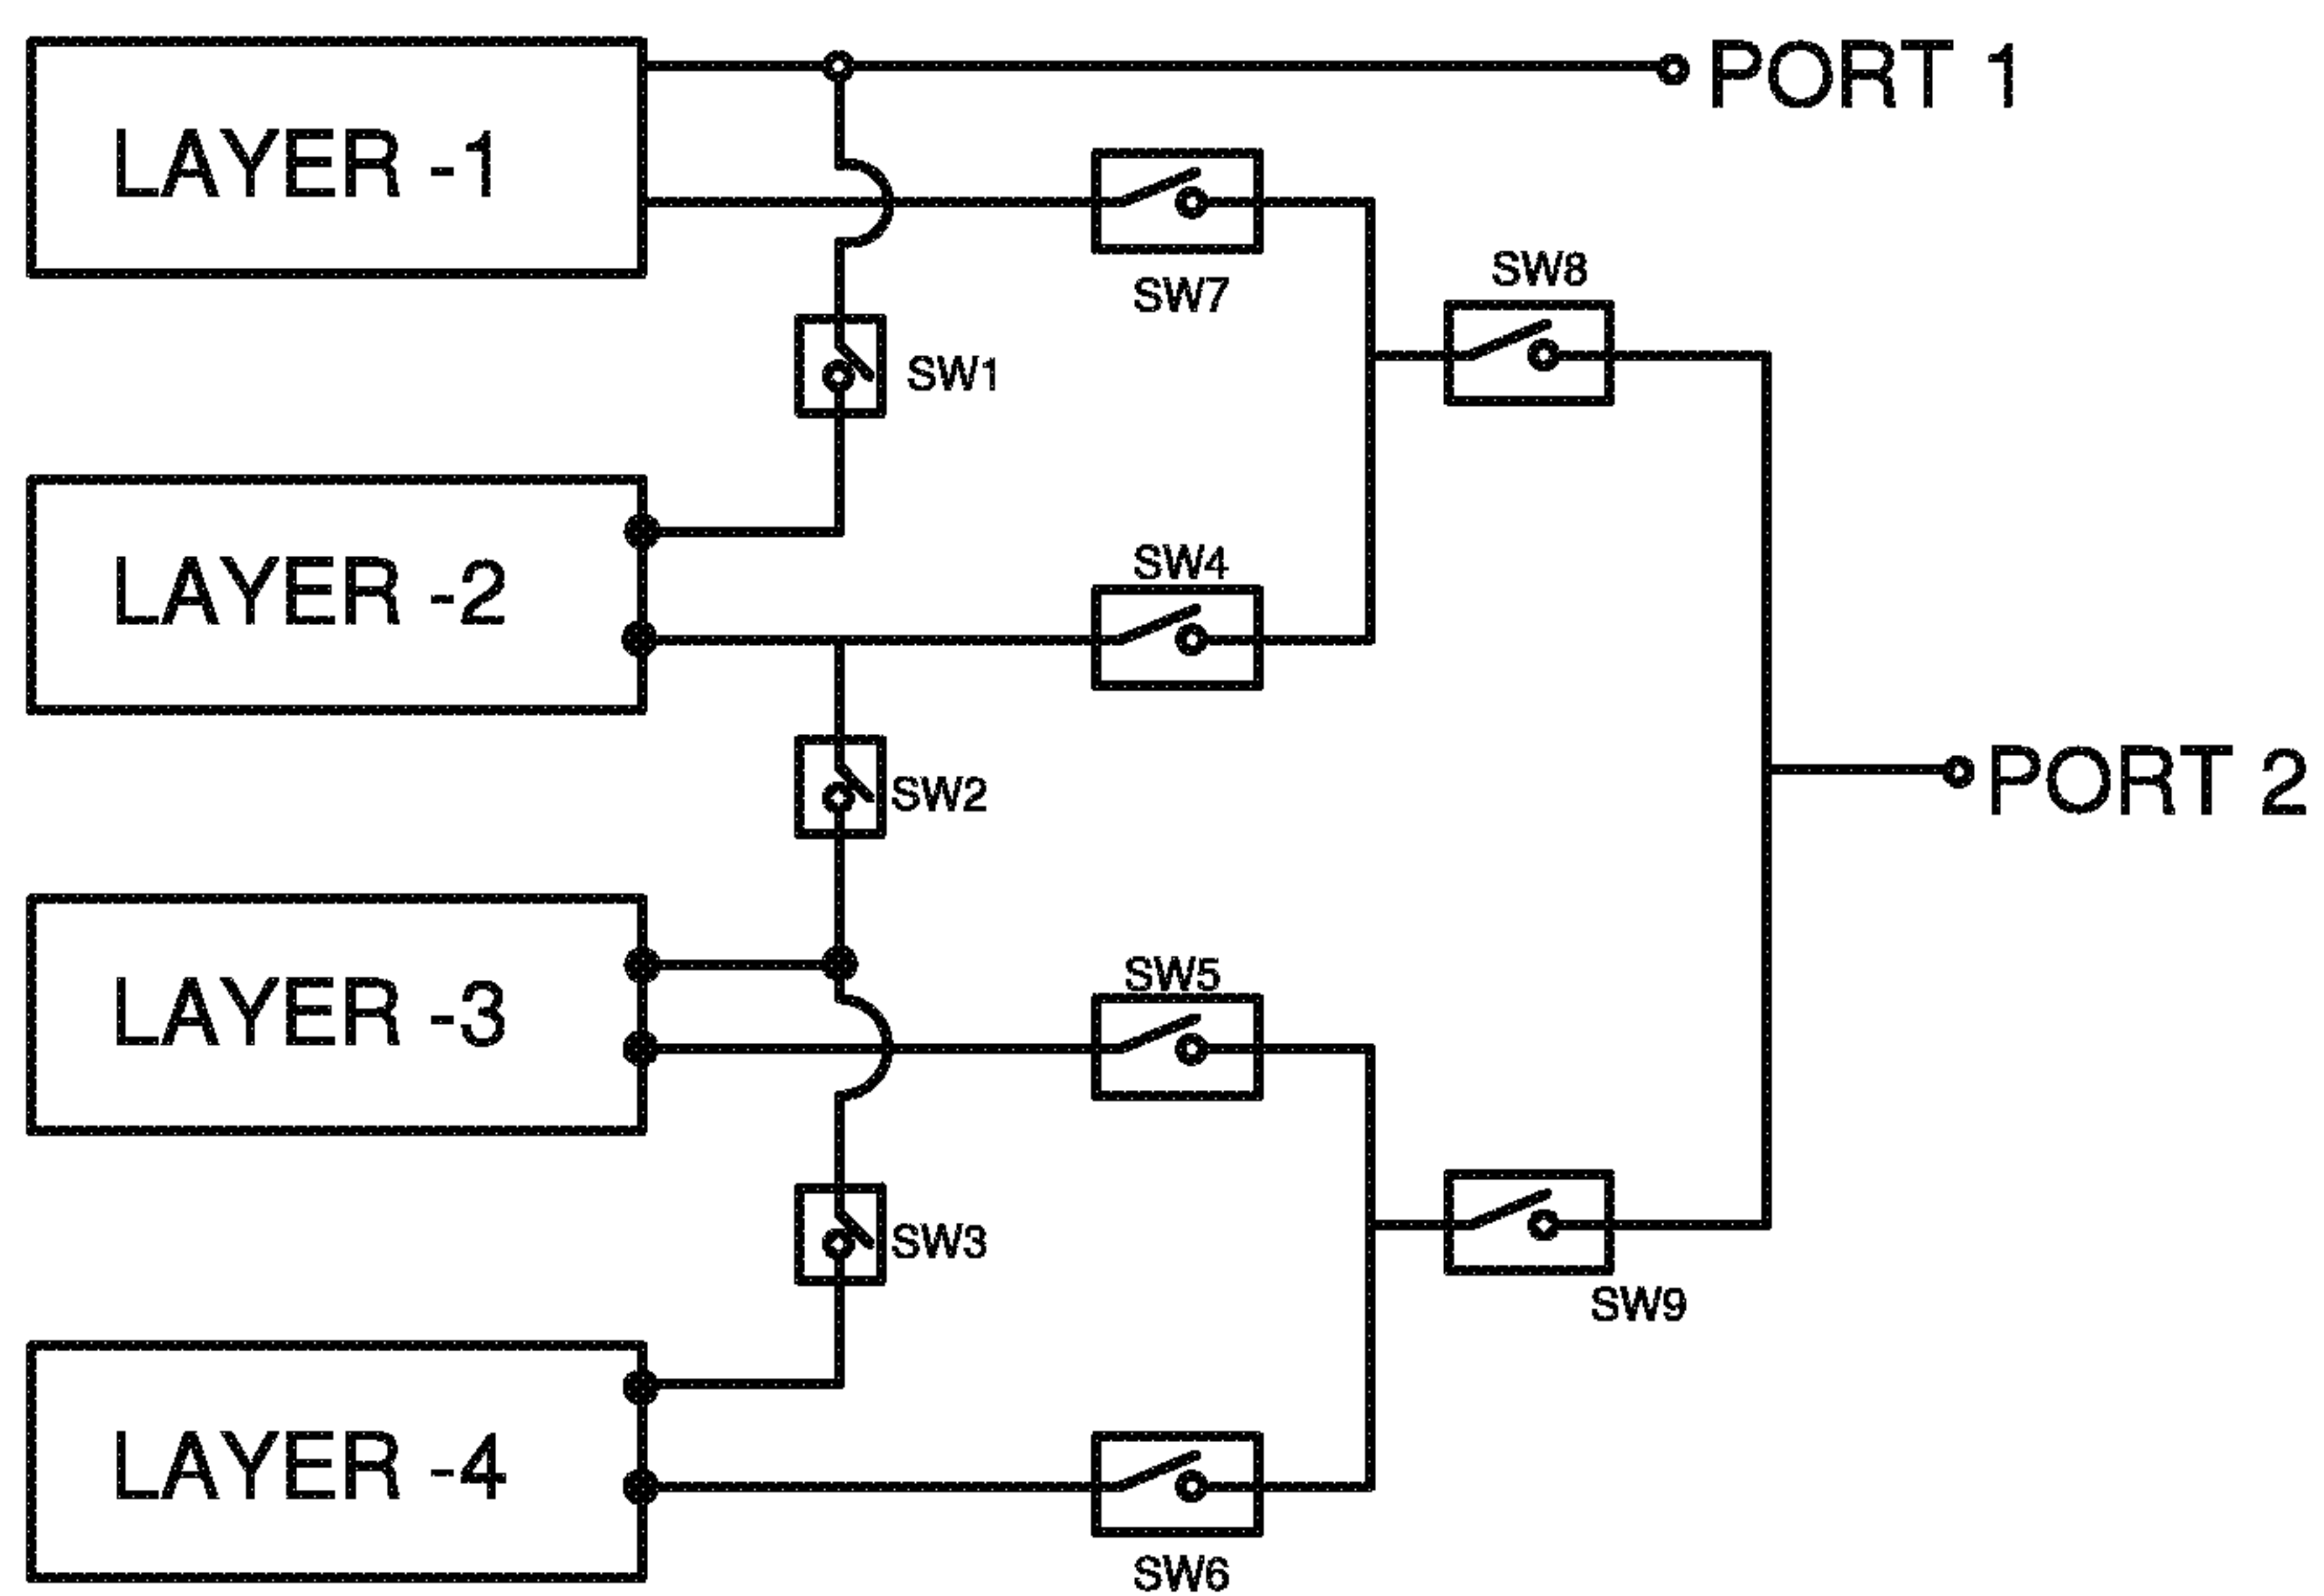 PORT 1
LAYER -1
SW7
SW8
SW1
LAYER -2
SW4
SW2
PORT 2
LAYER -3
SW5
SW3
SW9
LAYER -4
SW6